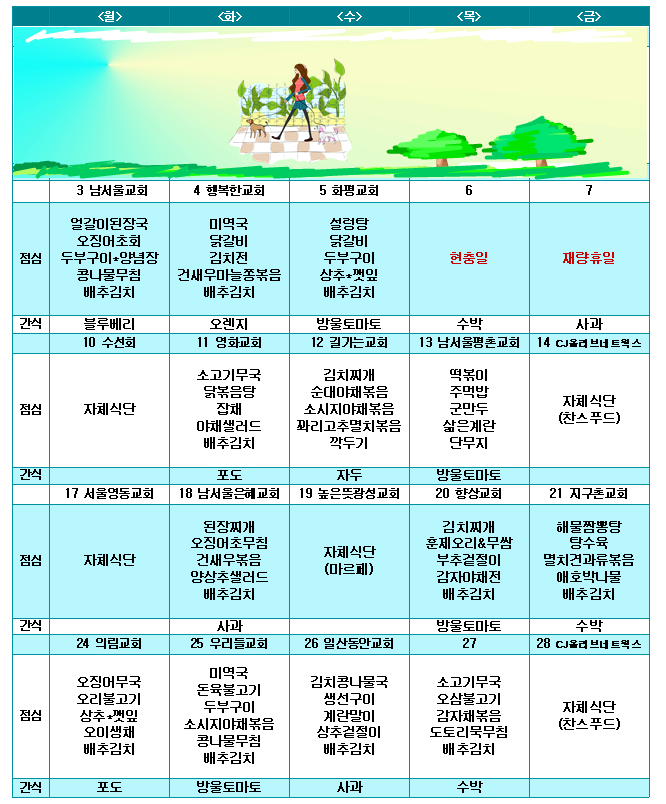 <월> <화> <수> <목> <금>
3 남서울교회 4 행복한교회 5 화평교회 6 7
점심
얼갈이된장국
오징어초회
두부구이*양념장
콩나물무침
배추김치
미역국
닭갈비
김치전
건새우마늘쫑볶음
배추김치
설렁탕
닭갈비
두부구이
상추*깻잎
배추김치
현충일
재량휴일
간식 블루베리 오렌지 방울토마토 수박 사과
10 수선회 11 영화교회 12 길가는교회 13 남서울평촌교회 14 CJ올리브네트웍스
점심
자체식단
소고기무국
닭볶음탕
잡채
야채샐러드
배추김치
김치찌개
순대야채볶음
소시지야채볶음
꽈리고추멸치볶음
깍두기
떡볶이
주먹밥
군만두
삶은계란
단무지
자체식단
(찬스푸드)
간식 포도 자두 방울토마토
17 서울영동교회 18 남서울은혜교회 19 높은뜻광성교회 20 향상교회 21 지구촌교회
점심
자체식단
된장찌개
오징어초무침
건새우볶음
양상추샐러드
배추김치
자체식단
(마르페)
김치찌개
훈제오리&무쌈
부추겉절이
감자야채전
배추김치
해물짬뽕탕
탕수육
멸치견과류볶음
애호박나물
배추김치
간식 사과 방울토마토 수박
24 의림교회 25 우리들교회 26 일산동안교회 27 28 CJ올리브네트웍스
점심
오징어무국
오리불고기
상추*깻잎
오이생채
배추김치
미역국
돈육불고기
두부구이
소시지야채볶음
콩나물무침
배추김치
김치콩나물국
생선구이
계란말이
상추겉절이
배추김치
소고기무국
오삼불고기
감자채볶음
도토리묵무침
배추김치
자체식단
(찬스푸드)
간식 포도 방울토마토 사과 수박